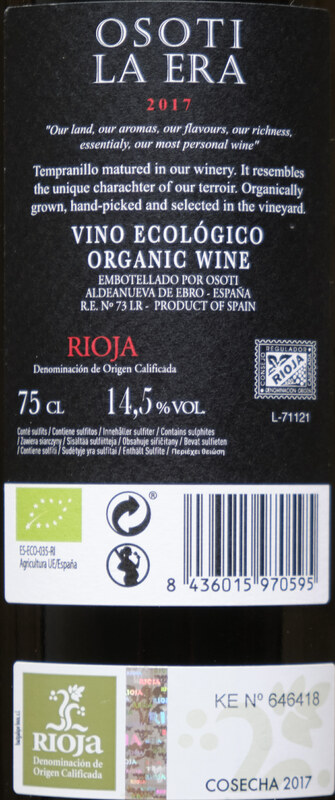 OSOTI
LA ERA
2017
"Our land, our aromas, our flavours, our richness,
essentialy, our most personal wine"
Tempranillo matured in our winery. It resembles
the unique charachter of our terroir. Organically
grown, hand-picked and selected in the vineyard.
VINO ECOLÓGICO
ORGANIC WINE
EMBOTELLADO POR OSOTI
ALDEANUEVA DE EBRO - ESPAÑA
R.E. Nº 73 LR - PRODUCT OF SPAIN
RIOJA
Denominación de Origen Calificada
CONSEJO REGULADOR
RIOJA
75 CL 14,5 % VOL.
L-71121
Conté sulfits / Contiene sulfitos / Innehåller sulfiter / Contains sulphites
/ Zawiera siarczyny / Sisältää sulfiitteja / Obsahuje siřičitany / Bevat sulfieten
/ Contiene solfiti / Sudėtyje yra sulfitai / Enthält Sulfite / Περιέχει θειώδη
ES-ECO-035-RI
Agricultura UE/España
8 436015 970595
KE Nº 646418
RIOJa
Denominación de
Origen Calificada
COSECHA 2017